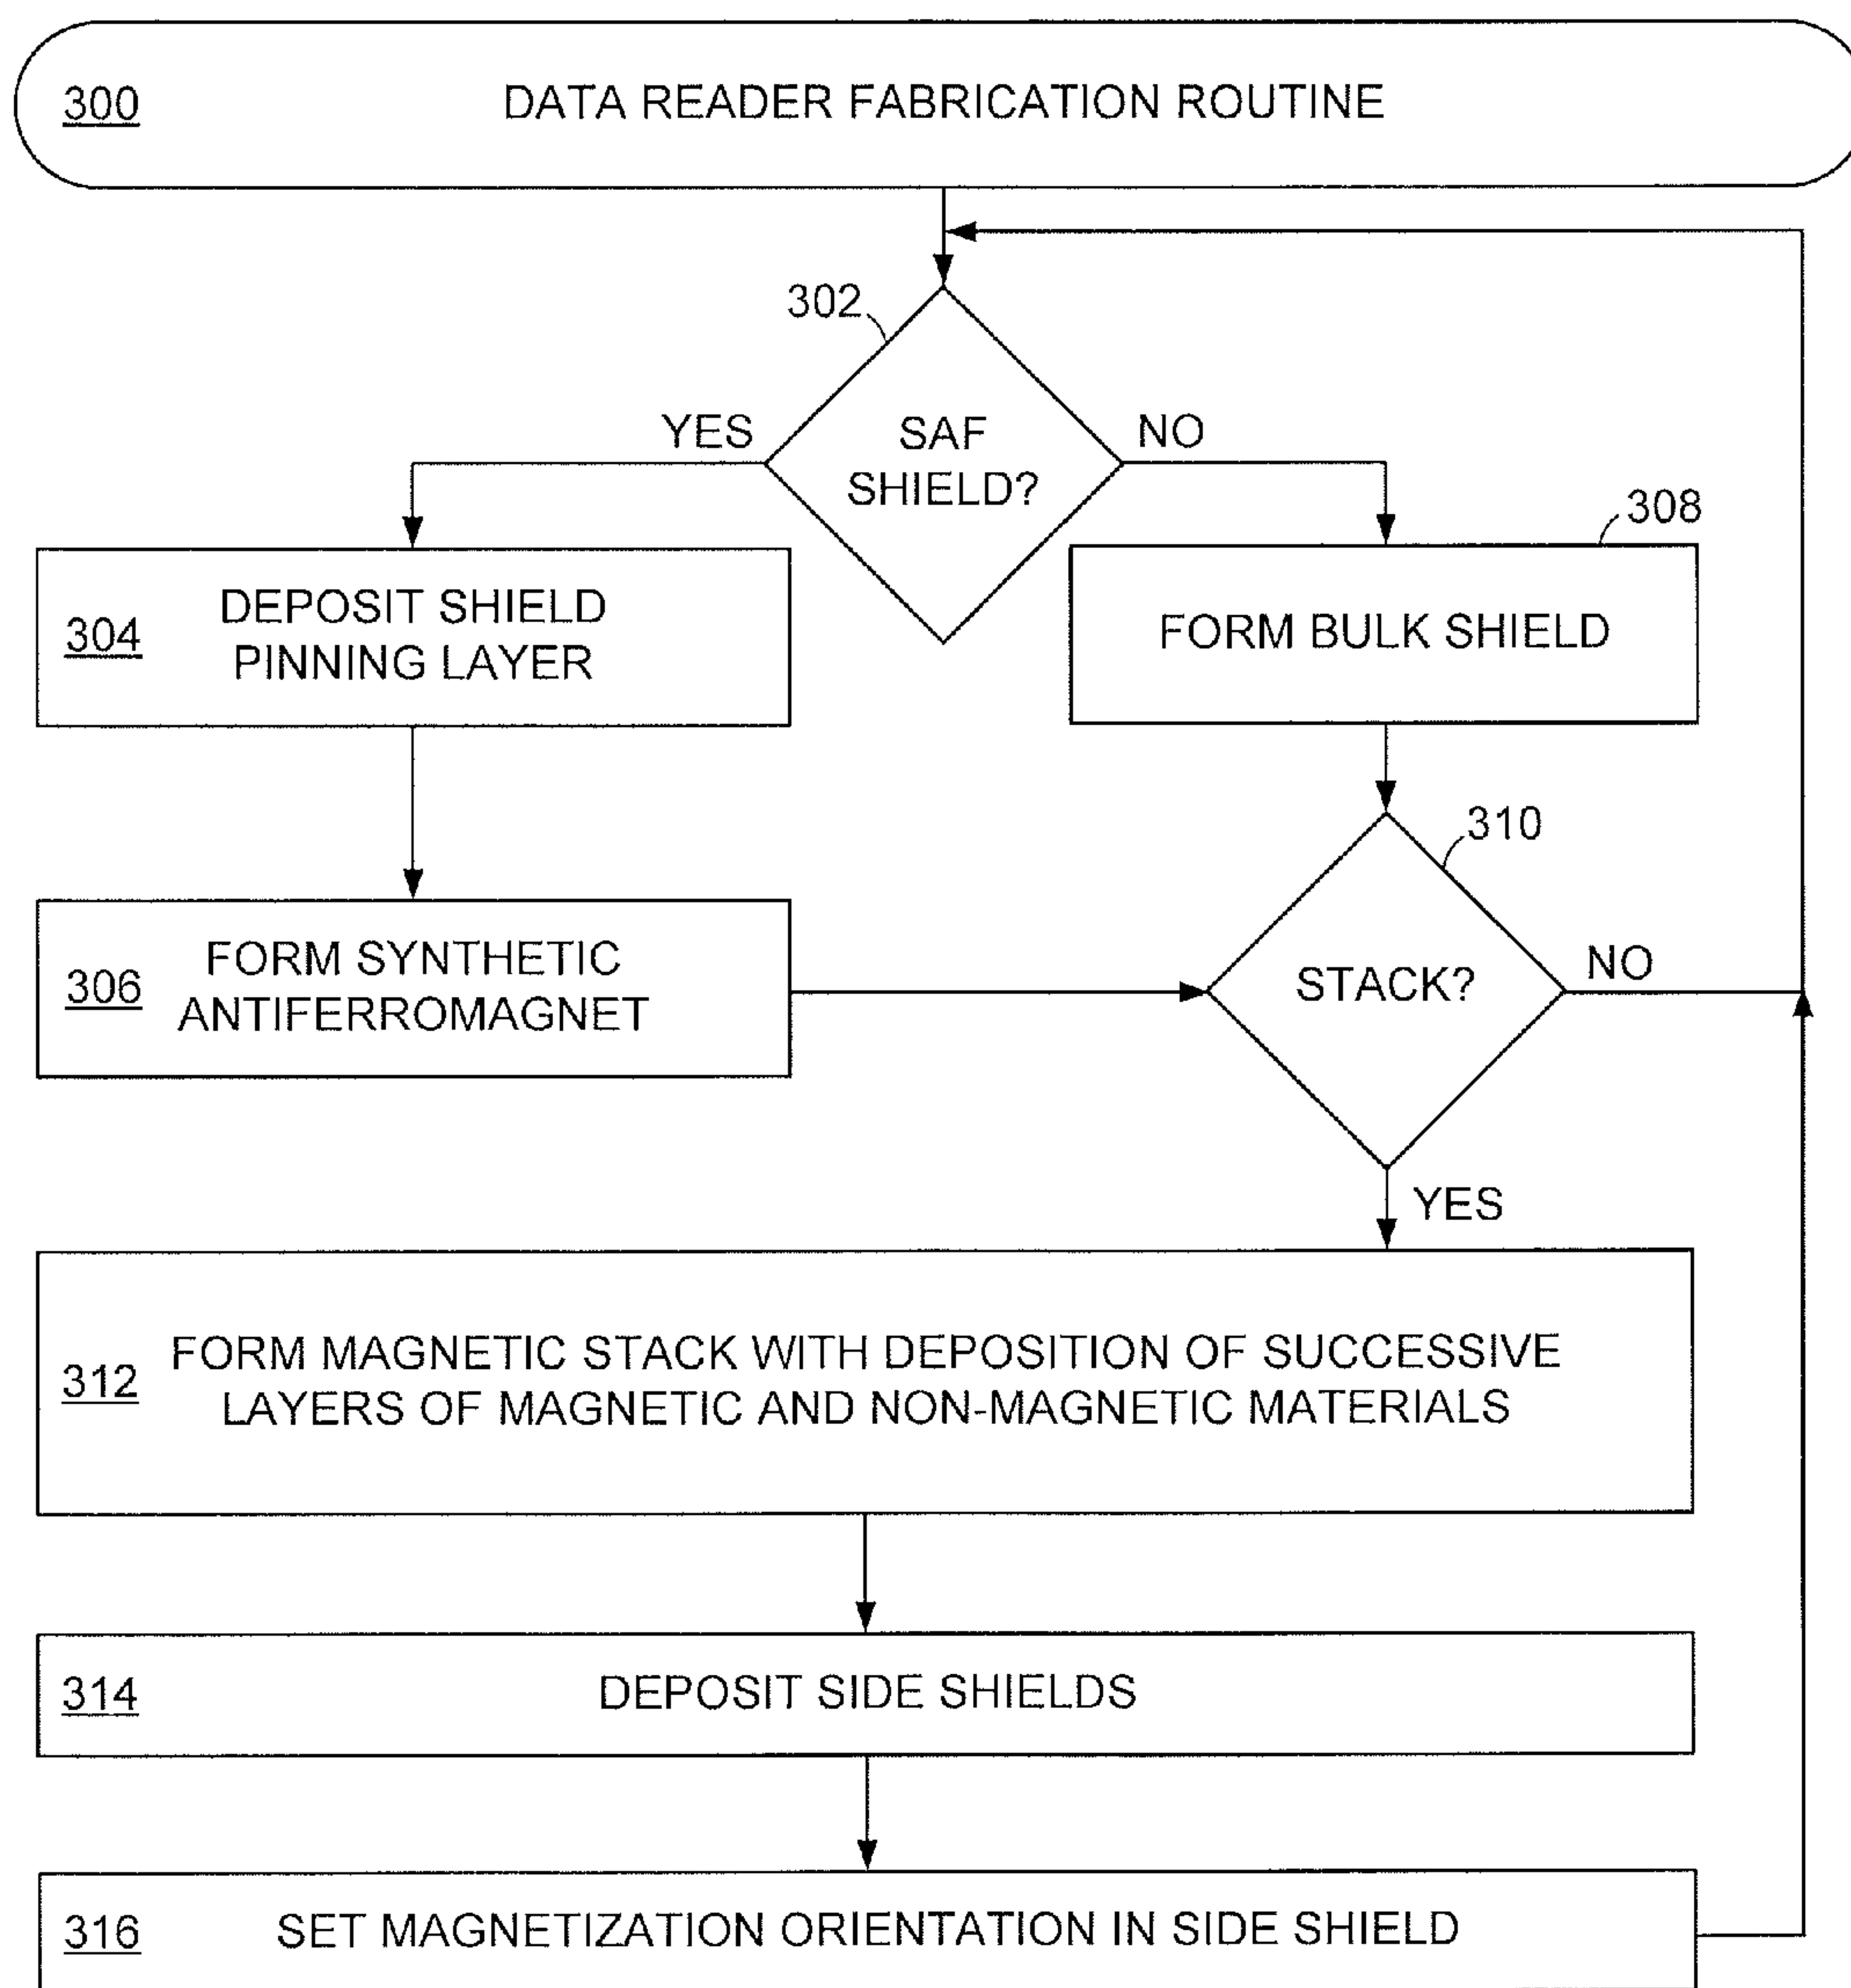 300 DATA READER FABRICATION ROUTINE
302
SAF
SHIELD?
YES
NO
308
304
DEPOSIT SHIELD
PINNING LAYER
FORM BULK SHIELD
310
306
FORM SYNTHETIC
ANTIFERROMAGNET
STACK?
NO
YES
312
FORM MAGNETIC STACK WITH DEPOSITION OF SUCCESSIVE
LAYERS OF MAGNETIC AND NON-MAGNETIC MATERIALS
314 DEPOSIT SIDE SHIELDS
316 SET MAGNETIZATION ORIENTATION IN SIDE SHIELD